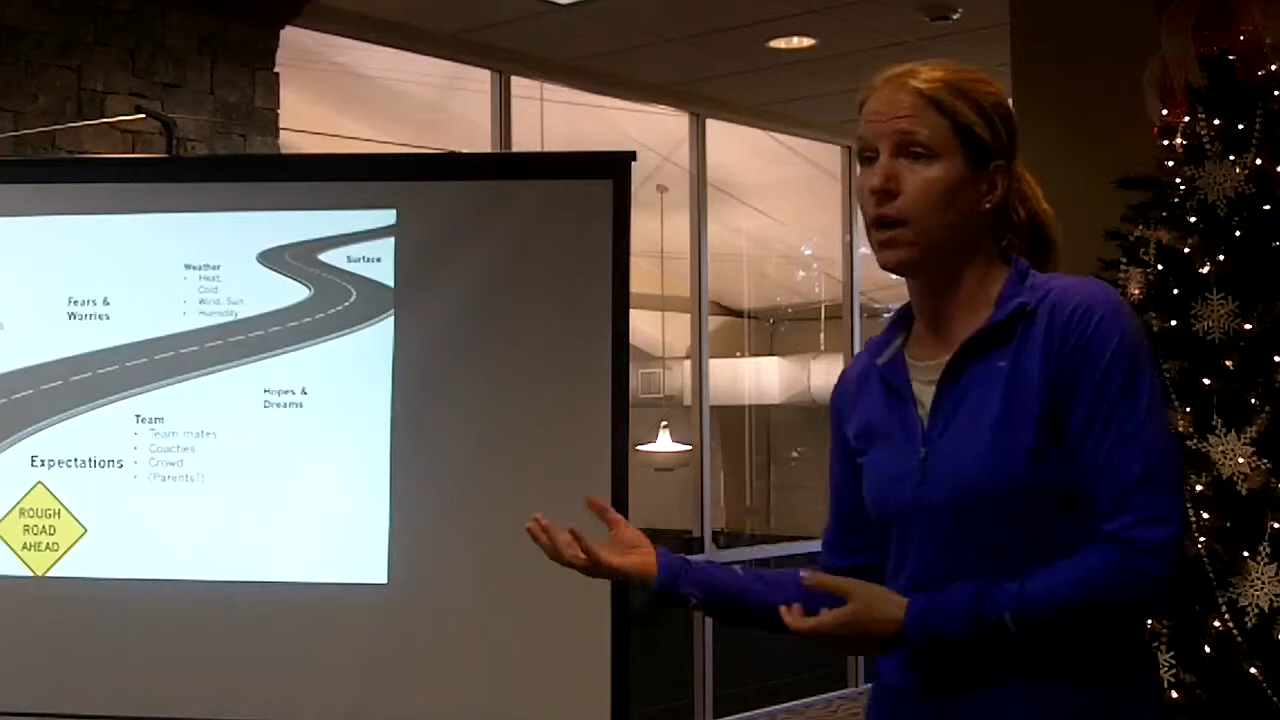 Weather
• Heat,
Cold
• Wind, Sun
• Humidity
Surface
Fears &
Worries
Hopes &
Dreams
Team
• Team mates
• Coaches
• Crowd
• (Parents?)
Expectations
ROUGH
ROAD
AHEAD